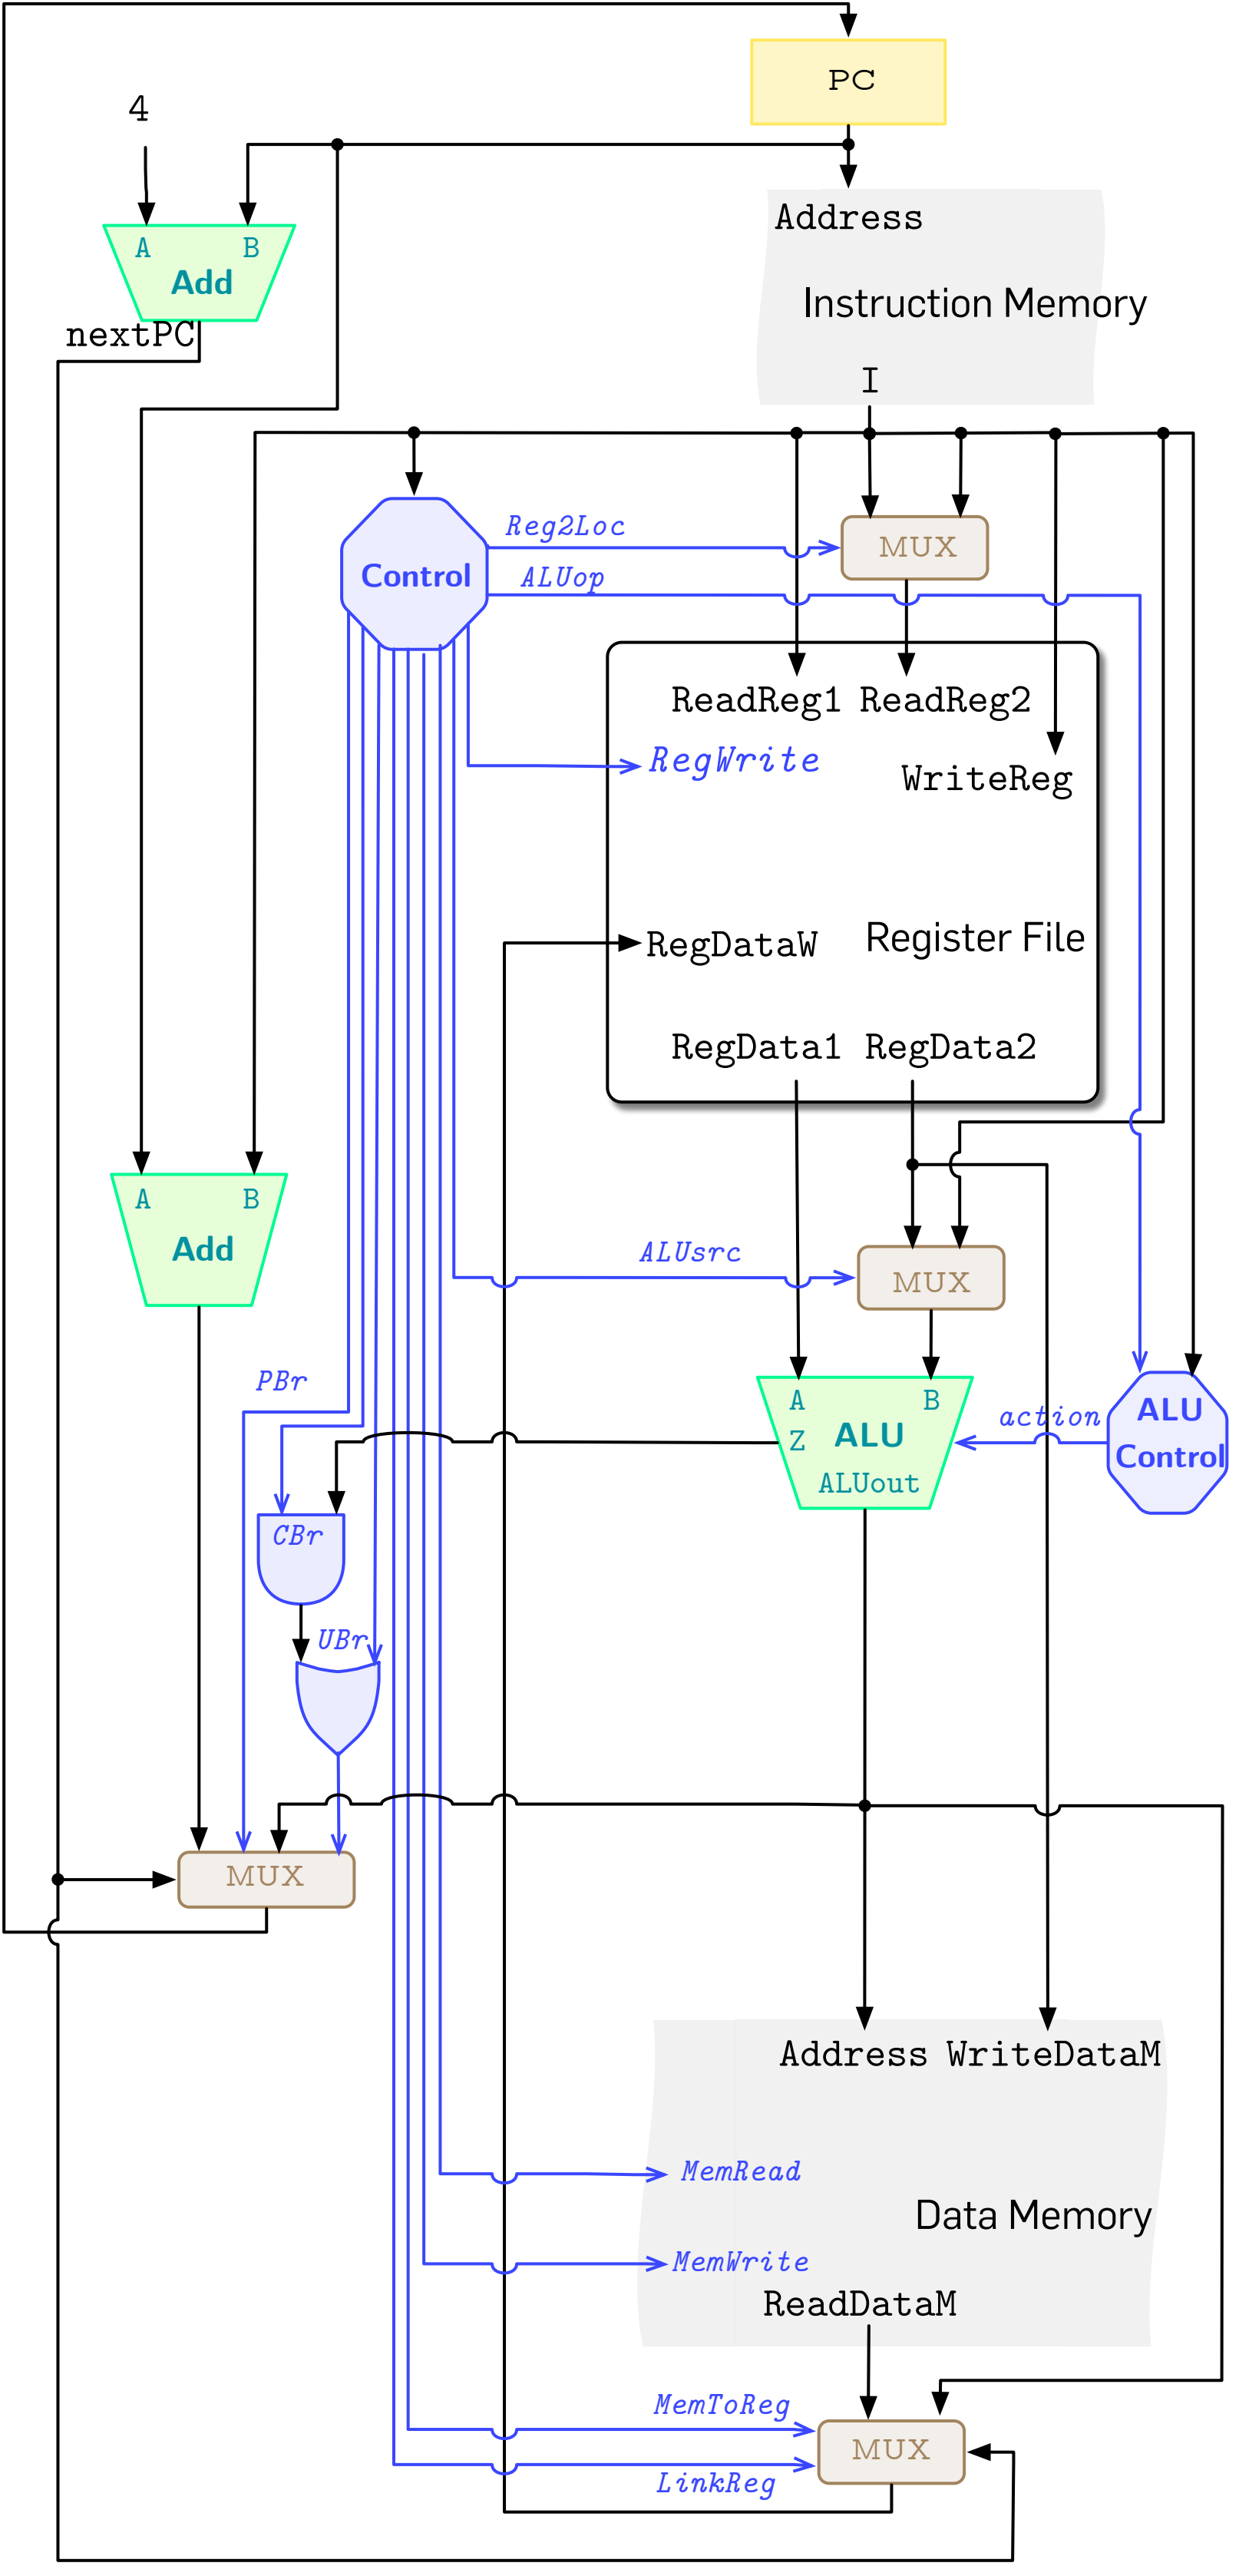 PC
4
Address
A B
Add
Instruction Memory
nextPC
I
Reg2Loc
MUX
Control
ALUop
ReadReg1 ReadReg2
RegWrite
WriteReg
RegDataW
Register File
RegData1 RegData2
A B
Add
ALUsrc
MUX
PBr
A B
action
ALU
Control
Z ALU
ALUout
CBr
UBr
MUX
Address WriteDataM
MemRead
Data Memory
MemWrite
ReadDataM
MemToReg
MUX
LinkReg